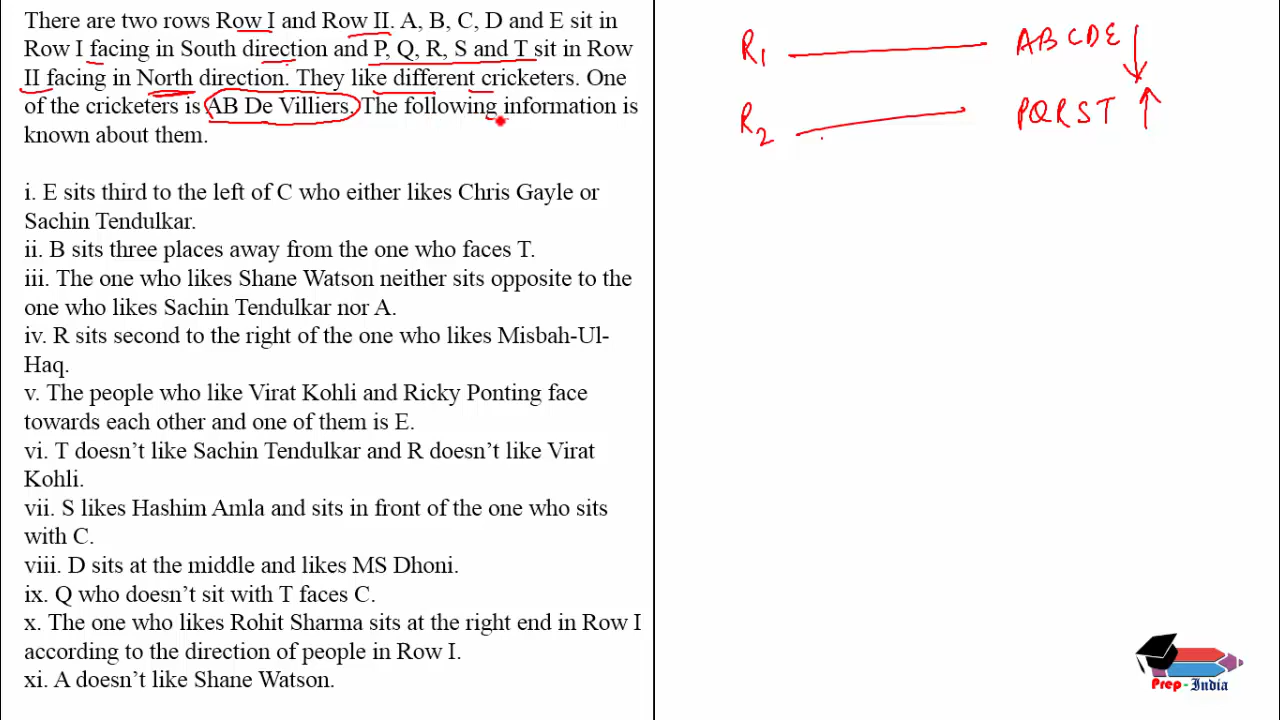 There are two rows Row I and Row II. A, B, C, D and E sit in
Row I facing in South direction and P, Q, R, S and T sit in Row
II facing in North direction. They like different cricketers. One
of the cricketers is AB De Villiers. The following information is
known about them.
i. E sits third to the left of C who either likes Chris Gayle or
Sachin Tendulkar.
ii. B sits three places away from the one who faces T.
iii. The one who likes Shane Watson neither sits opposite to the
one who likes Sachin Tendulkar nor A.
iv. R sits second to the right of the one who likes Misbah-Ul-
Haq.
v. The people who like Virat Kohli and Ricky Ponting face
towards each other and one of them is E.
vi. T doesn't like Sachin Tendulkar and R doesn't like Virat
Kohli.
vii. S likes Hashim Amla and sits in front of the one who sits
with C.
viii. D sits at the middle and likes MS Dhoni.
ix. Q who doesn't sit with T faces C.
x. The one who likes Rohit Sharma sits at the right end in Row I
according to the direction of people in Row I.
xi. A doesn't like Shane Watson.
R1 ABCDE
R2 PQRST
Prep-India